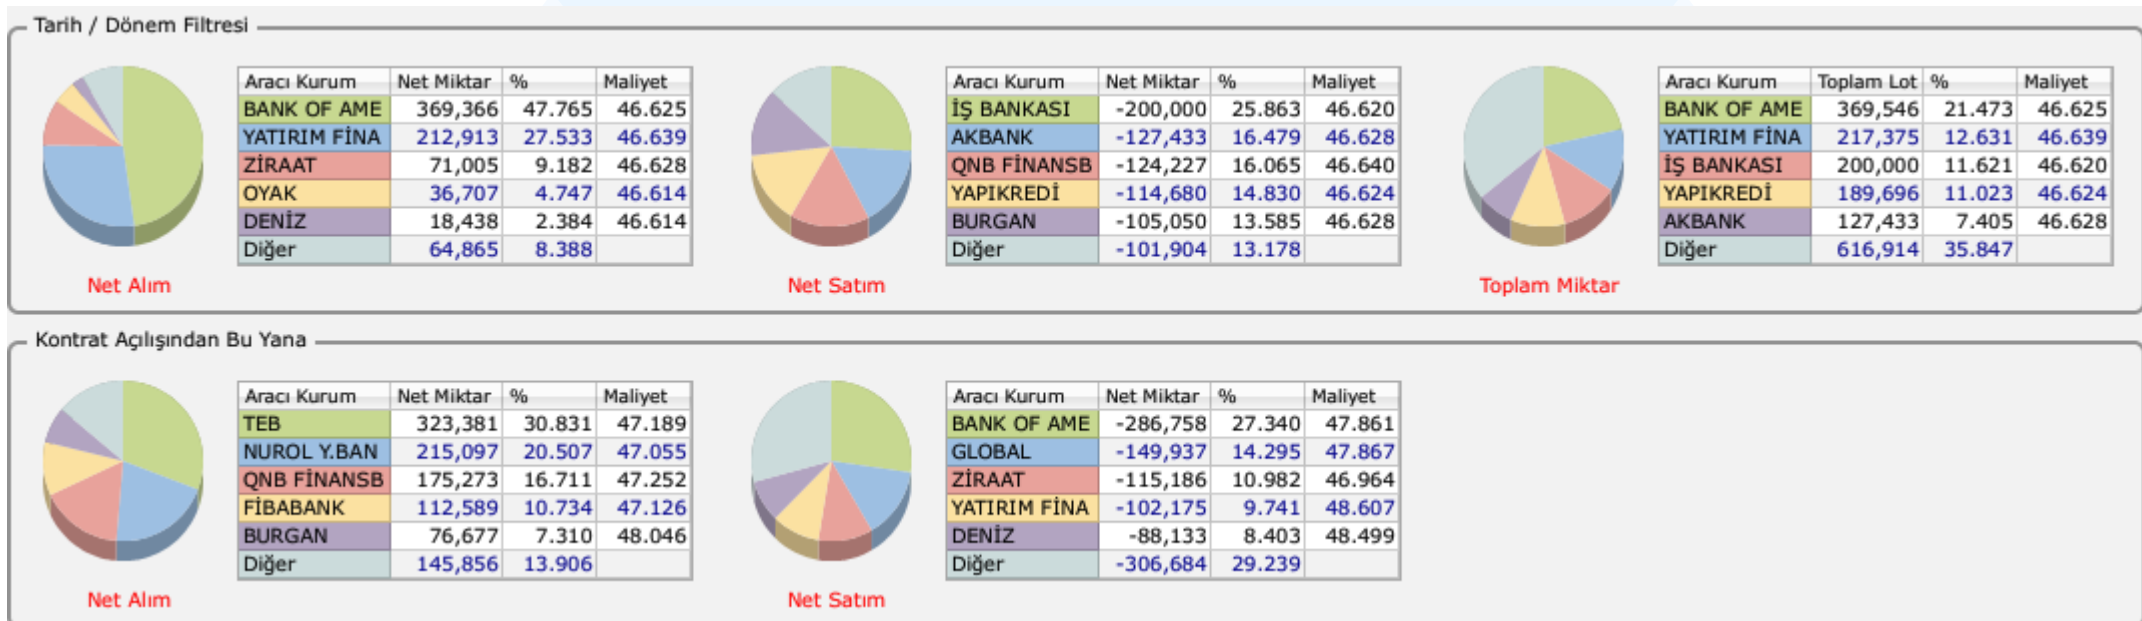 Tarih / Dönem Filtresi
Aracı Kurum Net Miktar % Maliyet
BANK OF AME 369,366 47.765 46.625
YATIRIM FİNA 212,913 27.533 46.639
ZİRAAT 71,005 9.182 46.628
OYAK 36,707 4.747 46.614
DENİZ 18,438 2.384 46.614
Diğer 64,865 8.388
Net Alım
Aracı Kurum Net Miktar % Maliyet
İŞ BANKASI -200,000 25.863 46.620
AKBANK -127,433 16.479 46.628
QNB FİNANSB -124,227 16.065 46.640
YAPIKREDİ -114,680 14.830 46.624
BURGAN -105,050 13.585 46.628
Diğer -101,904 13.178
Net Satım
Aracı Kurum Toplam Lot % Maliyet
BANK OF AME 369,546 21.473 46.625
YATIRIM FİNA 217,375 12.631 46.639
İŞ BANKASI 200,000 11.621 46.620
YAPIKREDİ 189,696 11.023 46.624
AKBANK 127,433 7.405 46.628
Diğer 616,914 35.847
Toplam Miktar
Kontrat Açılışından Bu Yana
Aracı Kurum Net Miktar % Maliyet
TEB 323,381 30.831 47.189
NUROL Y.BAN 215,097 20.507 47.055
QNB FİNANSB 175,273 16.711 47.252
FİBABANK 112,589 10.734 47.126
BURGAN 76,677 7.310 48.046
Diğer 145,856 13.906
Net Alım
Aracı Kurum Net Miktar % Maliyet
BANK OF AME -286,758 27.340 47.861
GLOBAL -149,937 14.295 47.867
ZİRAAT -115,186 10.982 46.964
YATIRIM FİNA -102,175 9.741 48.607
DENİZ -88,133 8.403 48.499
Diğer -306,684 29.239
Net Satım